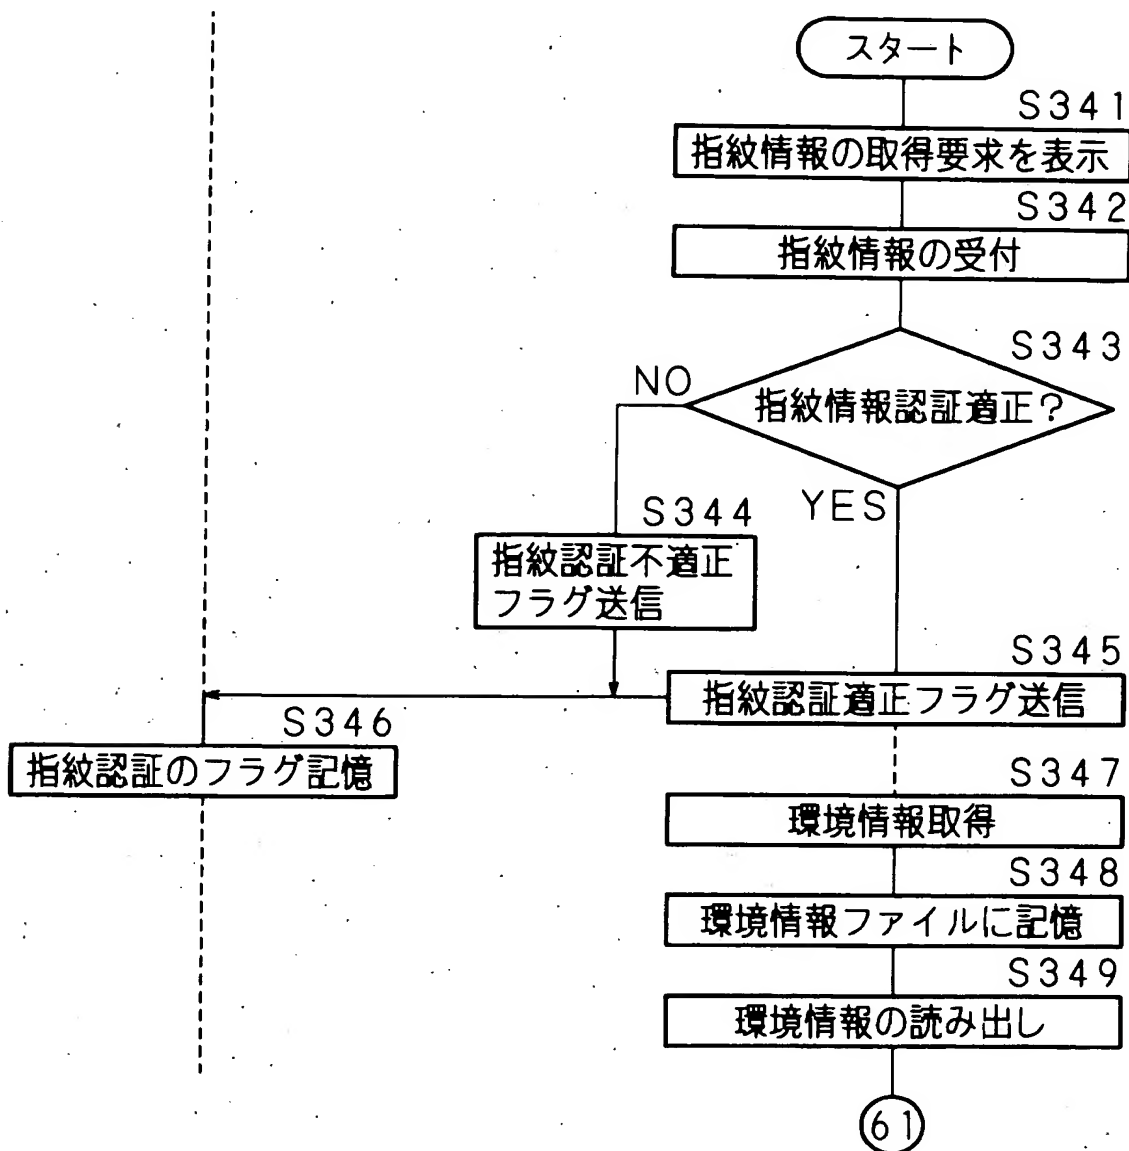 スタート
S341
指紋情報の取得要求を表示
S342
指紋情報の受付
S343
指紋情報認証適正?
NO
YES
S344
指紋認証不適正
フラグ送信
S345
指紋認証適正フラグ送信
S346
指紋認証のフラグ記憶
S347
環境情報取得
S348
環境情報ファイルに記憶
S349
環境情報の読み出し
61